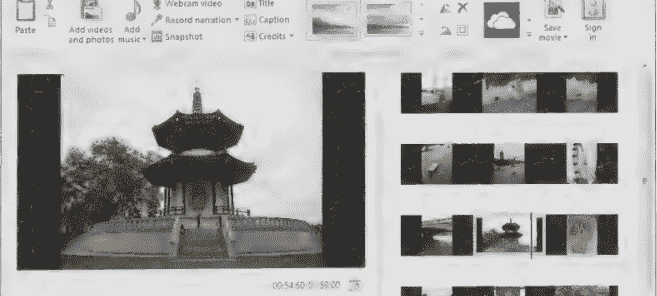 Webcam video
Title
Record narration
Caption
Snapshot
Credits
Paste
Add videos
and photos
Add
music
Save
movie
Sign
in